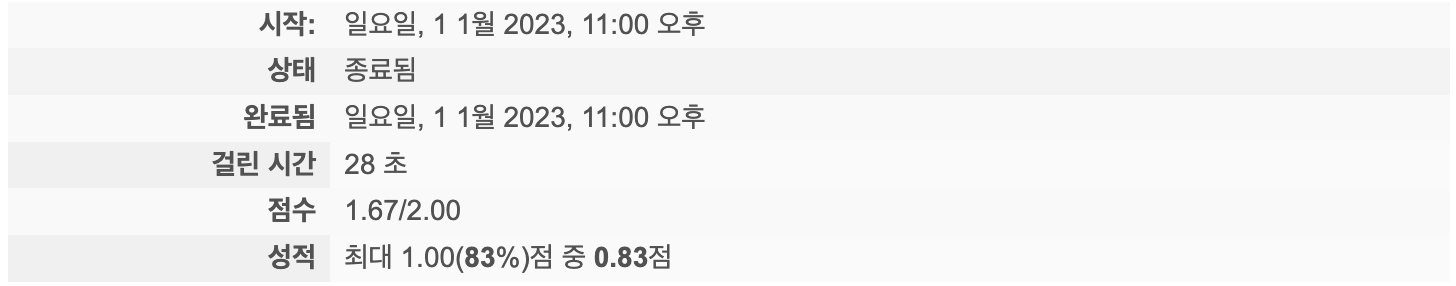 시작: 일요일, 1 1월 2023, 11:00 오후
상태 종료됨
완료됨 일요일, 1 1월 2023, 11:00 오후
걸린 시간 28 초
점수 1.67/2.00
성적 최대 1.00(83%)점 중 0.83점